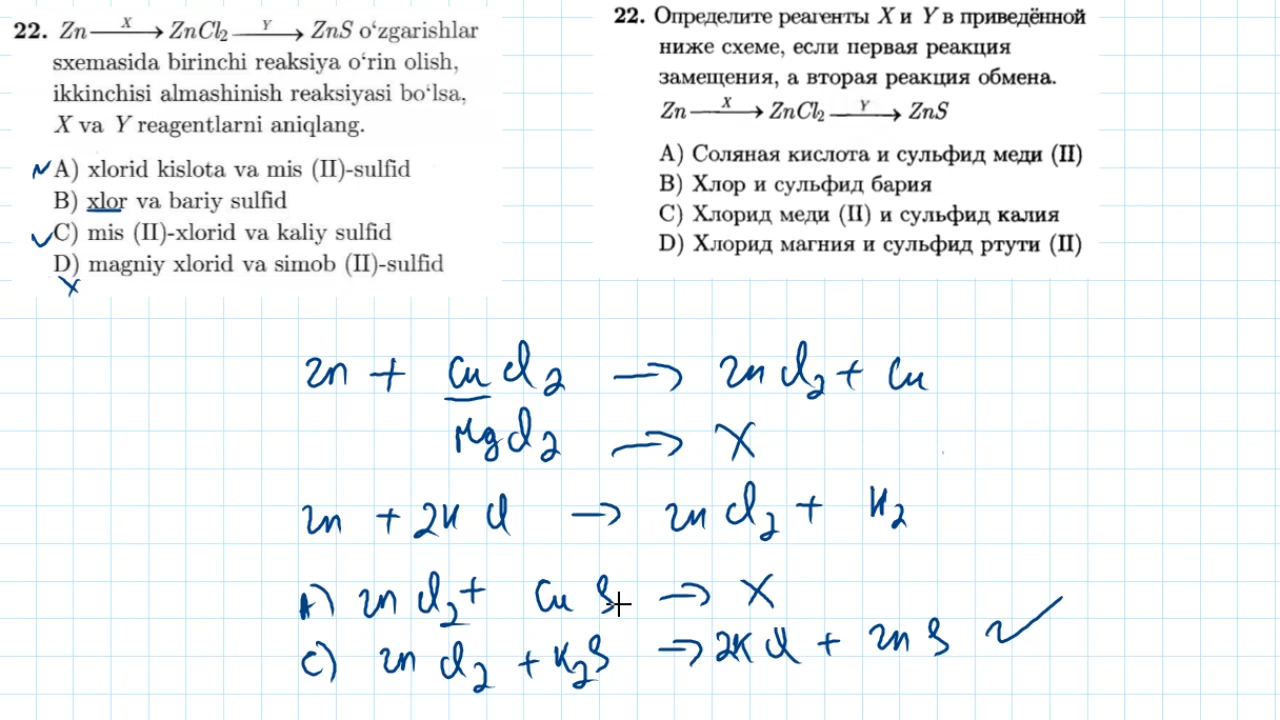 22. Zn —X→ ZnCl₂ —Y→ ZnS o‘zgarishlar
sxemasida birinchi reaksiya o‘rin olish,
ikkinchisi almashinish reaksiyasi bo‘lsa,
X va Y reagentlarni aniqlang.
A) xlorid kislota va mis (II)-sulfid
B) xlor va bariy sulfid
C) mis (II)-xlorid va kaliy sulfid
D) magniy xlorid va simob (II)-sulfid
22. Определите реагенты X и Y в приведённой
ниже схеме, если первая реакция
замещения, а вторая реакция обмена.
Zn —X→ ZnCl₂ —Y→ ZnS
A) Соляная кислота и сульфид меди (II)
B) Хлор и сульфид бария
C) Хлорид меди (II) и сульфид калия
D) Хлорид магния и сульфид ртути (II)
Zn + CuCl₂ → ZnCl₂ + Cu
MgCl₂ → X
Zn + 2HCl → ZnCl₂ + H₂
A) ZnCl₂ + CuS → X
C) ZnCl₂ + K₂S → 2KCl + ZnS ✓